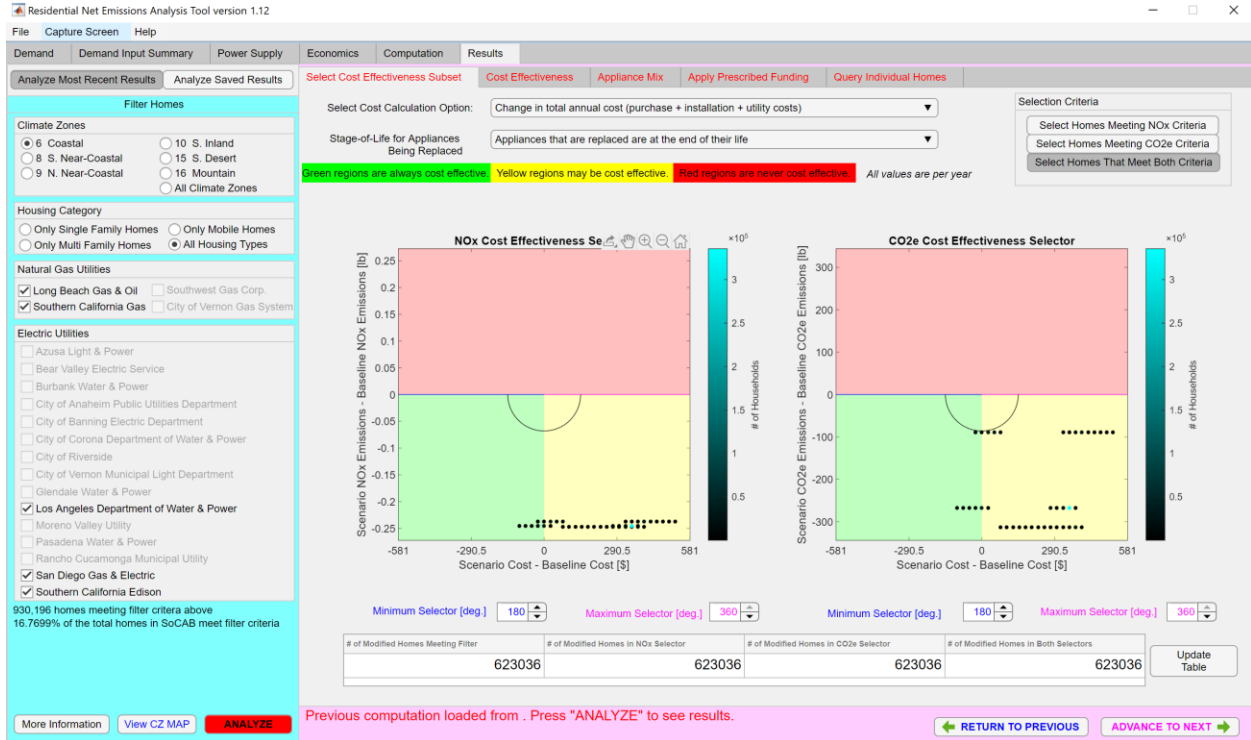 Residential Net Emissions Analysis Tool version 1.12
File Capture Screen Help
Demand Demand Input Summary Power Supply Economics Computation Results
Analyze Most Recent Results Analyze Saved Results
Filter Homes
Climate Zones
6 Coastal 10 S. Inland
8 S. Near-Coastal 15 S. Desert
9 N. Near-Coastal 16 Mountain
All Climate Zones
Housing Category
Only Single Family Homes Only Mobile Homes
Only Multi Family Homes All Housing Types
Natural Gas Utilities
Long Beach Gas & Oil Southwest Gas Corp.
Southern California Gas City of Vernon Gas System
Electric Utilities
Azusa Light & Power
Bear Valley Electric Service
Burbank Water & Power
City of Anaheim Public Utilities Department
City of Banning Electric Department
City of Corona Department of Water & Power
City of Riverside
City of Vernon Municipal Light Department
Glendale Water & Power
Los Angeles Department of Water & Power
Moreno Valley Utility
Pasadena Water & Power
Rancho Cucamonga Municipal Utility
San Diego Gas & Electric
Southern California Edison
930,196 homes meeting filter critera above
16.7699% of the total homes in SoCAB meet filter criteria
More Information View CZ MAP ANALYZE
Select Cost Effectiveness Subset Cost Effectiveness Appliance Mix Apply Prescribed Funding Query Individual Homes
Select Cost Calculation Option: Change in total annual cost (purchase + installation + utility costs)
Stage-of-Life for Appliances
Being Replaced
Appliances that are replaced are at the end of their life
Selection Criteria
Select Homes Meeting NOx Criteria
Select Homes Meeting CO2e Criteria
Select Homes That Meet Both Criteria
Green regions are always cost effective. Yellow regions may be cost effective. Red regions are never cost effective. All values are per year
NOx Cost Effectiveness Se
Scenario NOx Emissions - Baseline NOx Emissions [lb]
0.25
0.2
0.15
0.1
0.05
0
-0.05
-0.1
-0.15
-0.2
-0.25
-581 -290.5 0 290.5 581
Scenario Cost - Baseline Cost [$]
×10⁵
3
2.5
2
1.5
1
0.5
# of Households
CO2e Cost Effectiveness Selector
Scenario CO2e Emissions - Baseline CO2e Emissions [lb]
300
200
100
0
-100
-200
-300
-581 -290.5 0 290.5 581
Scenario Cost - Baseline Cost [$]
×10⁵
3
2.5
2
1.5
1
0.5
# of Households
Minimum Selector [deg.] 180 Maximum Selector [deg.] 360 Minimum Selector [deg.] 180 Maximum Selector [deg.] 360
# of Modified Homes Meeting Filter # of Modified Homes in NOx Selector # of Modified Homes in CO2e Selector # of Modified Homes in Both Selectors
623036 623036 623036 623036
Update
Table
Previous computation loaded from . Press "ANALYZE" to see results.
RETURN TO PREVIOUS ADVANCE TO NEXT